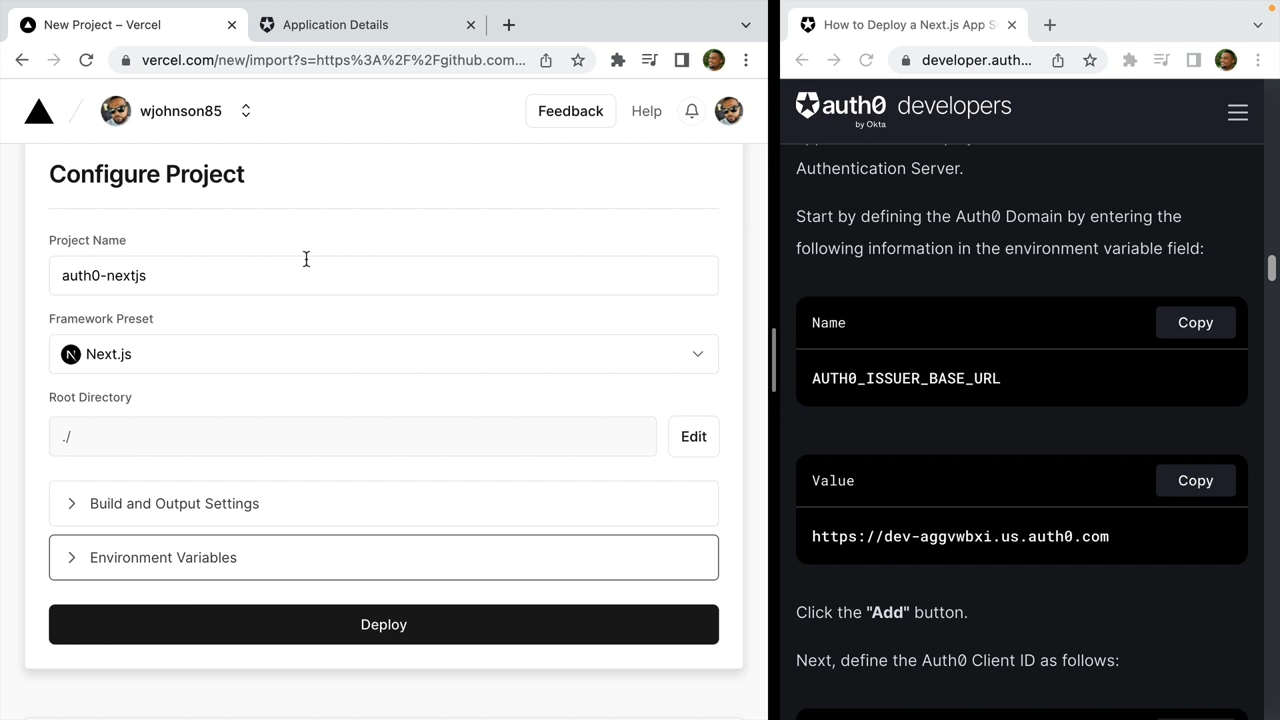 New Project – Vercel
Application Details
vercel.com/new/import?s=https%3A%2F%2Fgithub.com...
wjohnson85
Feedback
Help
Configure Project
Project Name
auth0-nextjs
Framework Preset
N
Next.js
Root Directory
./
Edit
Build and Output Settings
Environment Variables
Deploy
How to Deploy a Next.js App S
developer.auth...
auth0 developers
by Okta
Authentication Server.
Start by defining the Auth0 Domain by entering the
following information in the environment variable field:
Name
Copy
AUTH0_ISSUER_BASE_URL
Value
Copy
https://dev-aggvwbxi.us.auth0.com
Click the "Add" button.
Next, define the Auth0 Client ID as follows: